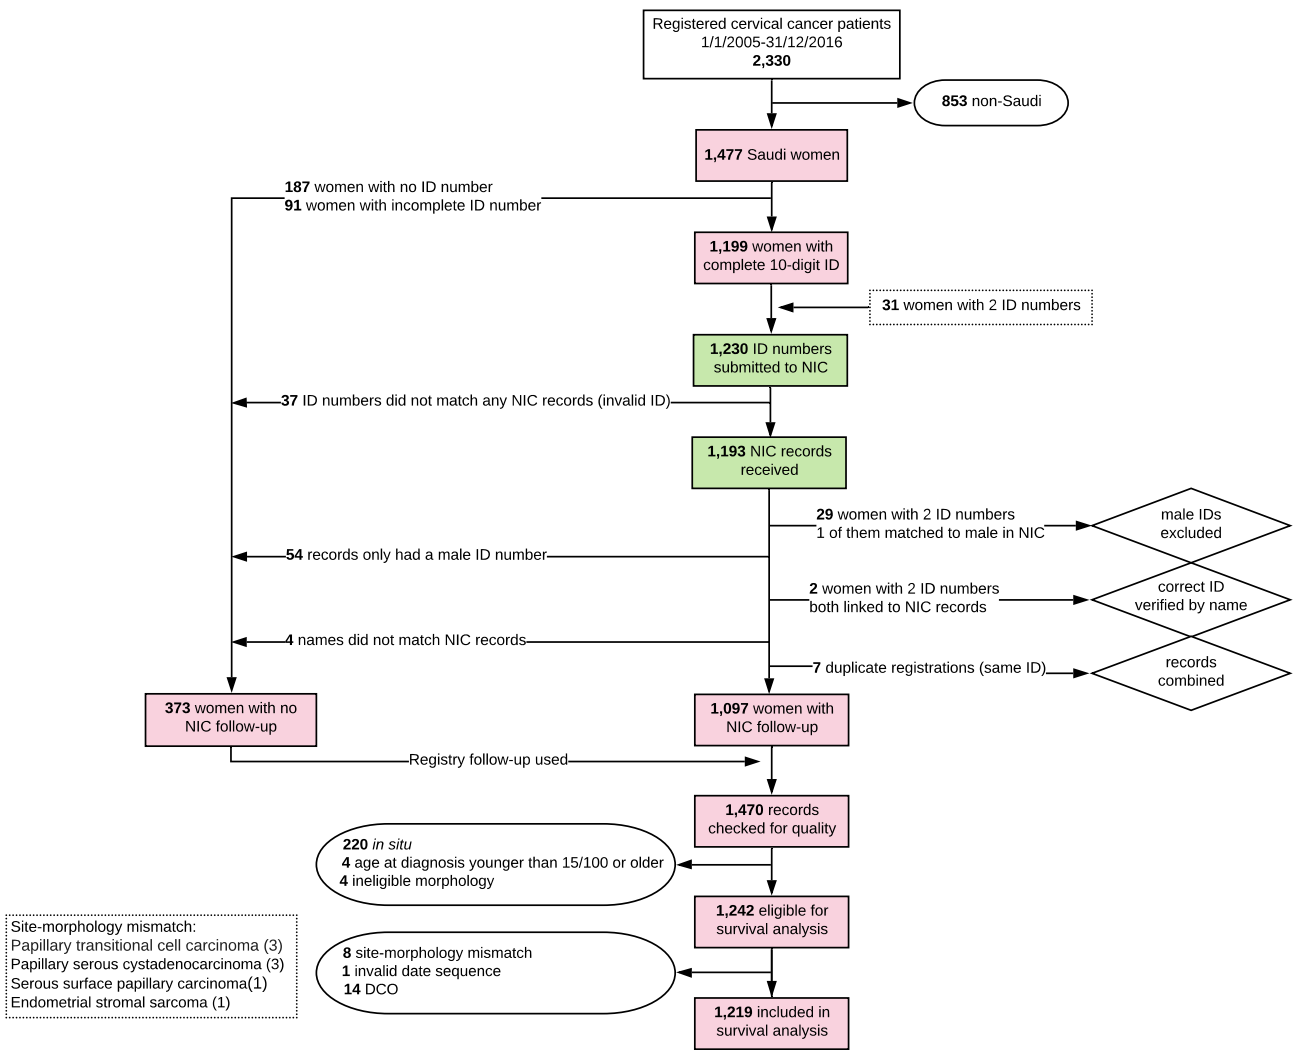 Registered cervical cancer patients
1/1/2005-31/12/2016
2,330
853 non-Saudi
1,477 Saudi women
187 women with no ID number
91 women with incomplete ID number
1,199 women with
complete 10-digit ID
31 women with 2 ID numbers
1,230 ID numbers
submitted to NIC
37 ID numbers did not match any NIC records (invalid ID)
1,193 NIC records
received
29 women with 2 ID numbers
1 of them matched to male in NIC
male IDs
excluded
54 records only had a male ID number
2 women with 2 ID numbers
both linked to NIC records
correct ID
verified by name
4 names did not match NIC records
7 duplicate registrations (same ID)
records
combined
373 women with no
NIC follow-up
1,097 women with
NIC follow-up
Registry follow-up used
1,470 records
checked for quality
220 in situ
4 age at diagnosis younger than 15/100 or older
4 ineligible morphology
1,242 eligible for
survival analysis
Site-morphology mismatch:
Papillary transitional cell carcinoma (3)
Papillary serous cystadenocarcinoma (3)
Serous surface papillary carcinoma(1)
Endometrial stromal sarcoma (1)
8 site-morphology mismatch
1 invalid date sequence
14 DCO
1,219 included in
survival analysis